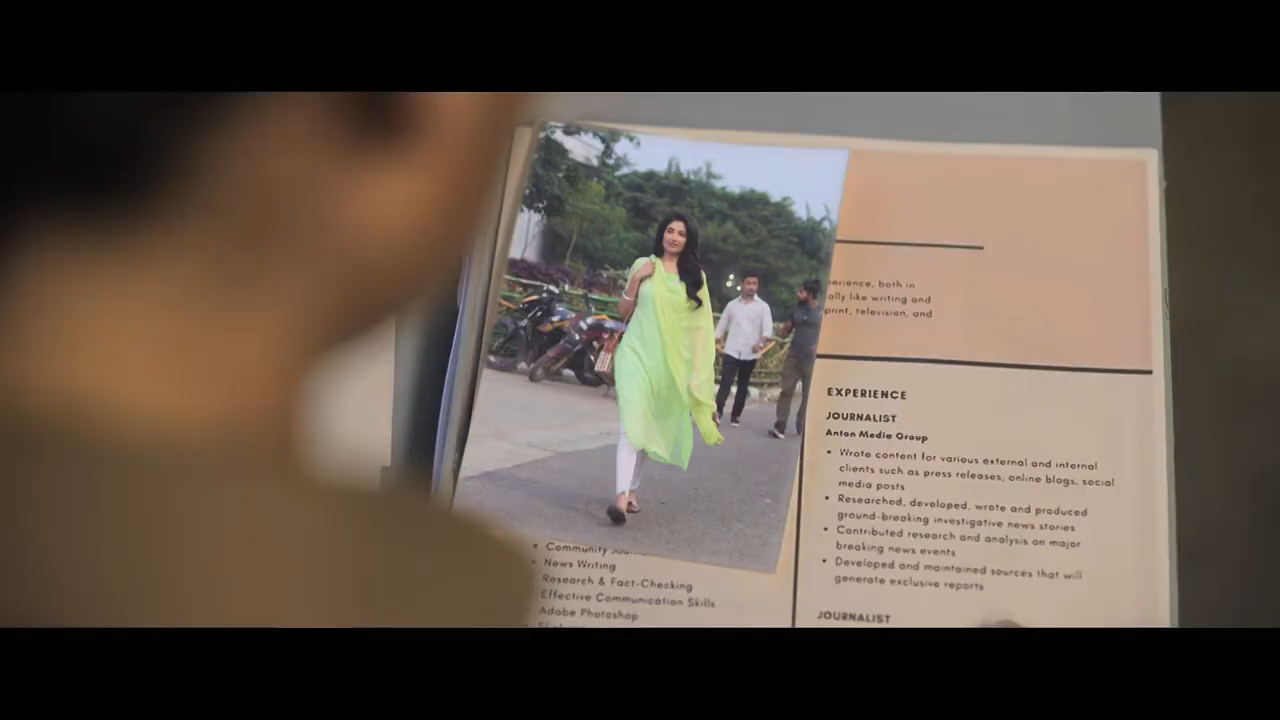 erience, both in
ally like writing and
print, television, and
EXPERIENCE
JOURNALIST
Anton Media Group
• Wrote content for various external and internal
clients such as press releases, online blogs, social
media posts
• Researched, developed, wrote and produced
ground-breaking investigative news stories
• Contributed research and analysis on major
breaking news events
• Developed and maintained sources that will
generate exclusive reports
JOURNALIST
• Community
• News Writing
Research & Fact-Checking
Effective Communication Skills
Adobe Photoshop